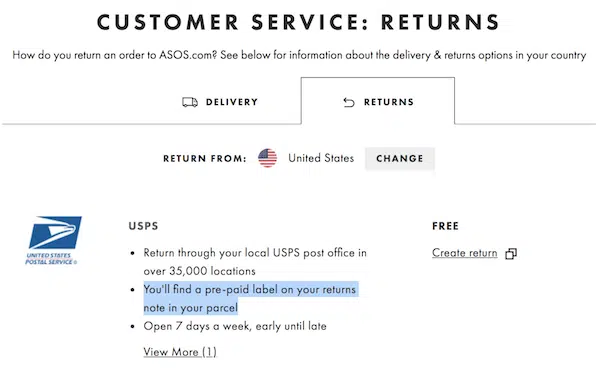 CUSTOMER SERVICE: RETURNS
How do you return an order to ASOS.com? See below for information about the delivery & returns options in your country
DELIVERY
RETURNS
RETURN FROM: United States CHANGE
USPS
FREE
UNITED STATES
POSTAL SERVICE®
• Return through your local USPS post office in
over 35,000 locations
Create return
• You'll find a pre-paid label on your returns
note in your parcel
• Open 7 days a week, early until late
View More (1)